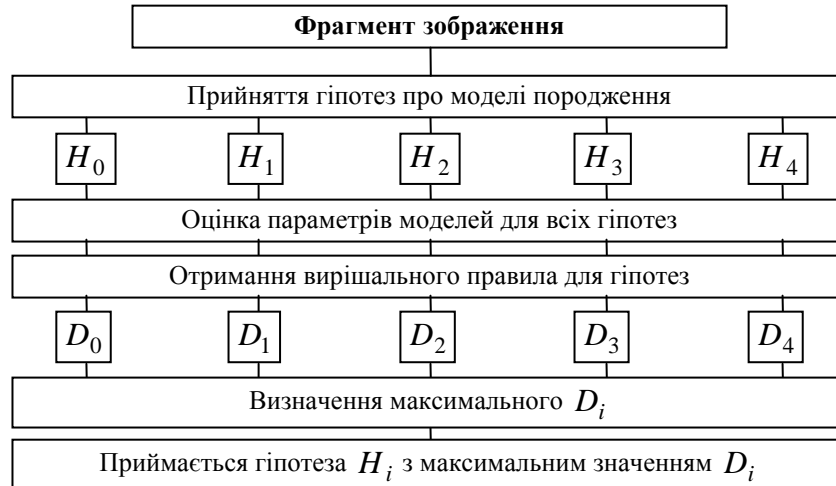 Фрагмент зображення
Прийняття гіпотез про моделі породження
H₀ H₁ H₂ H₃ H₄
Оцінка параметрів моделей для всіх гіпотез
Отримання вирішального правила для гіпотез
D₀ D₁ D₂ D₃ D₄
Визначення максимального Dᵢ
Приймається гіпотеза Hᵢ з максимальним значенням Dᵢ